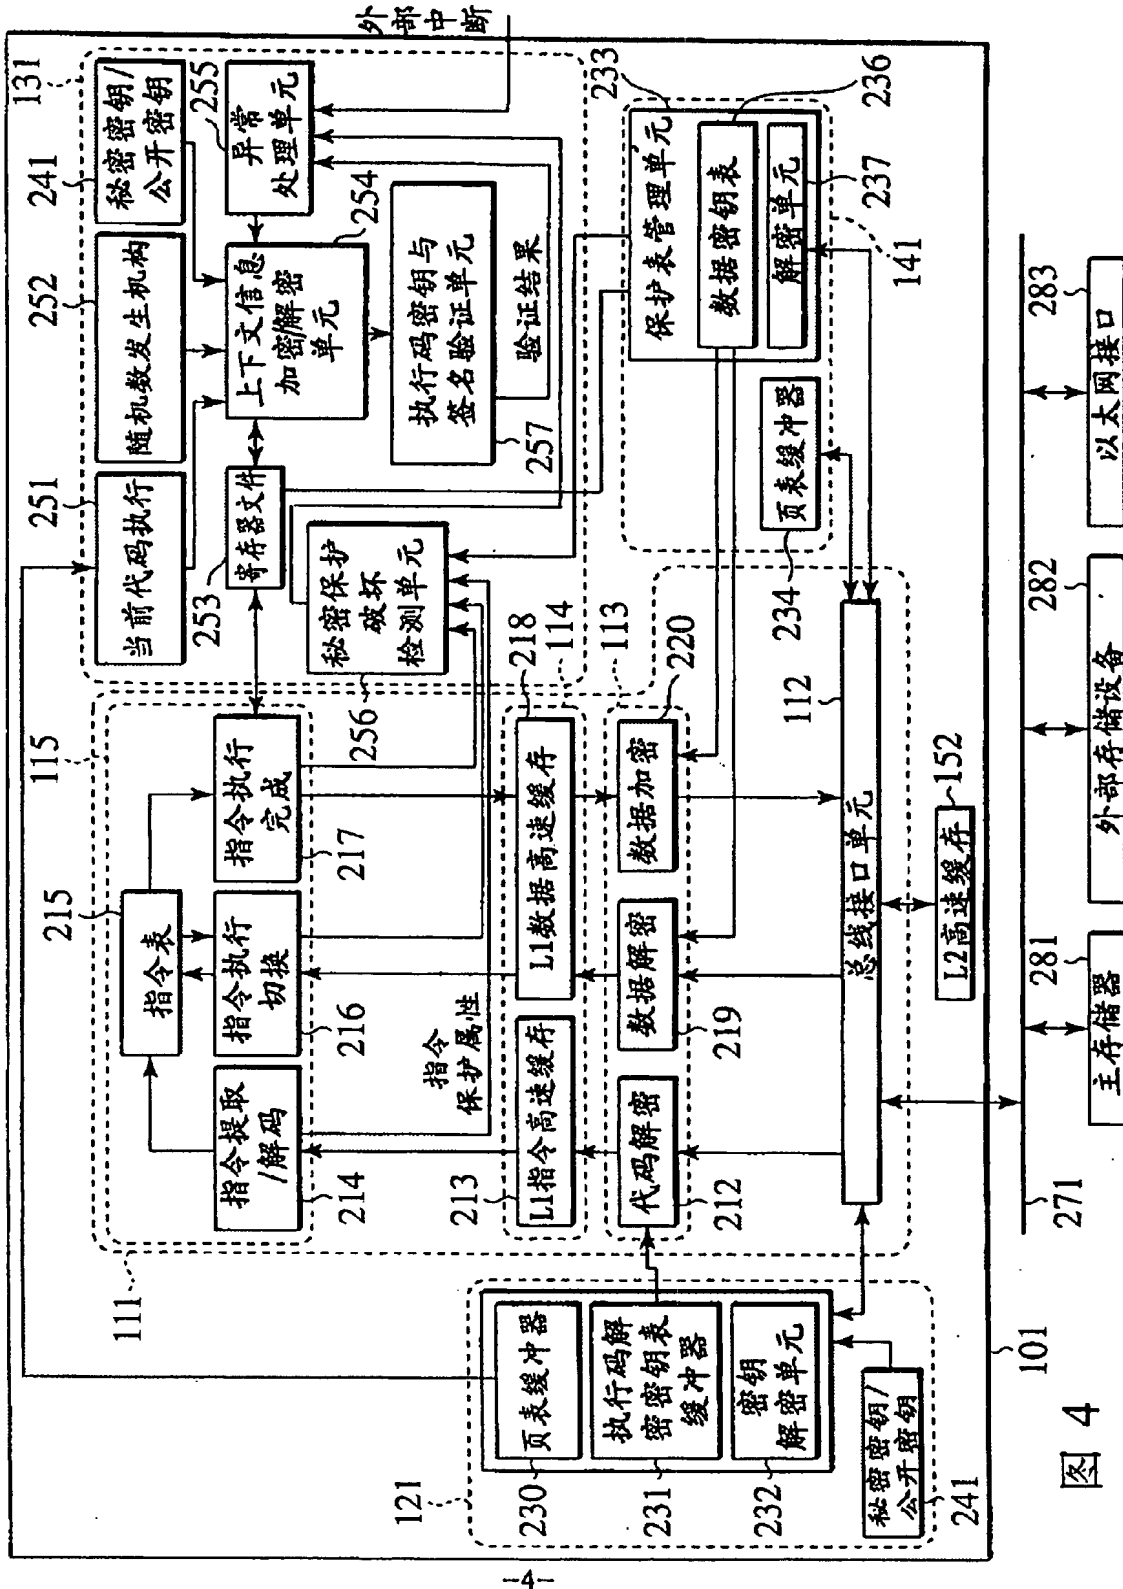 外部中断
131
241
秘密密钥/
公开密钥
252
随机数发生机构
251
当前代码执行
255
异常
处理单元
254
上下文信息
加密/解密
单元
253
寄存器文件
执行码密钥与
签名验证单元
257
验证结果
秘密保护
破坏
检测单元
256
115
215
指令表
指令执行
完成
217
指令执行
切换
216
指令提取
/解码
214
111
指令
保护属性
218
114
L1数据高速缓存
L1指令高速缓存
213
113
220
数据加密
数据解密
219
代码解密
212
112
总线接口单元
233
236
保护表管理单元
数据密钥表
解密单元
237
141
页表缓冲器
234
121
页表缓冲器
230
执行码解
密密钥表
缓冲器
231
密钥
解密单元
232
秘密密钥/
公开密钥
241
152
L2高速缓存
101
271
281
主存储器
282
外部存储设备
283
以太网接口
图 4
-4-